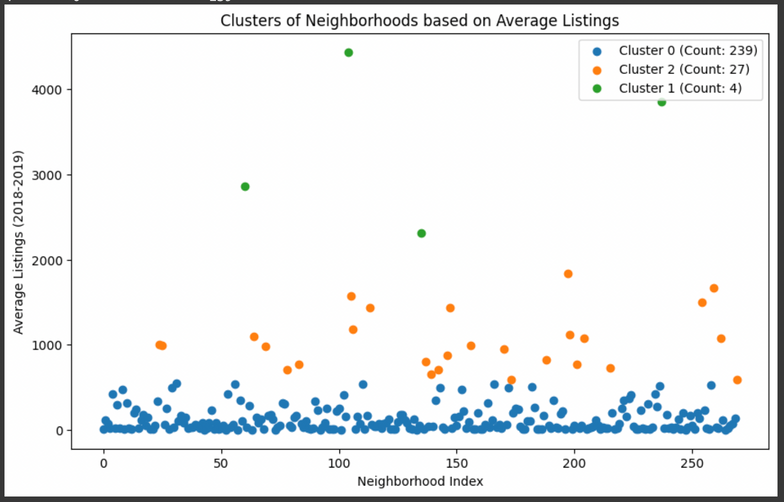 Clusters of Neighborhoods based on Average Listings
Cluster 0 (Count: 239)
Cluster 2 (Count: 27)
Cluster 1 (Count: 4)
Average Listings (2018-2019)
4000
3000
2000
1000
0
0 50 100 150 200 250
Neighborhood Index